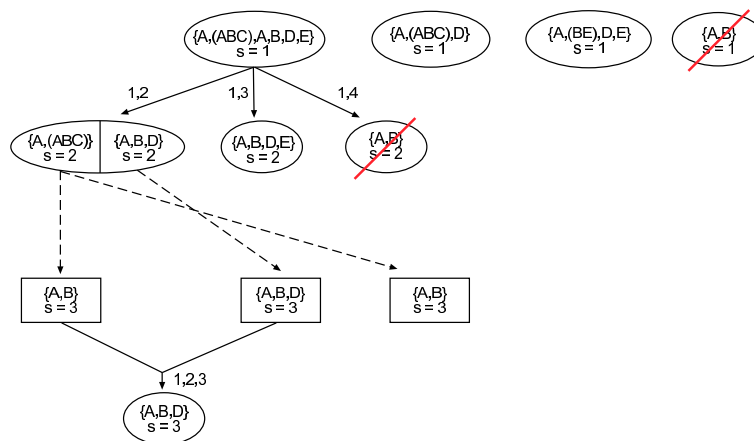 {A,(ABC),A,B,D,E}
s = 1
{A,(ABC),D}
s = 1
{A,(BE),D,E}
s = 1
{A,B}
s = 1
1,2
1,3
1,4
{A,(ABC)}
s = 2
{A,B,D}
s = 2
{A,B,D,E}
s = 2
{A,B}
s = 2
{A,B}
s = 3
{A,B,D}
s = 3
{A,B}
s = 3
1,2,3
{A,B,D}
s = 3